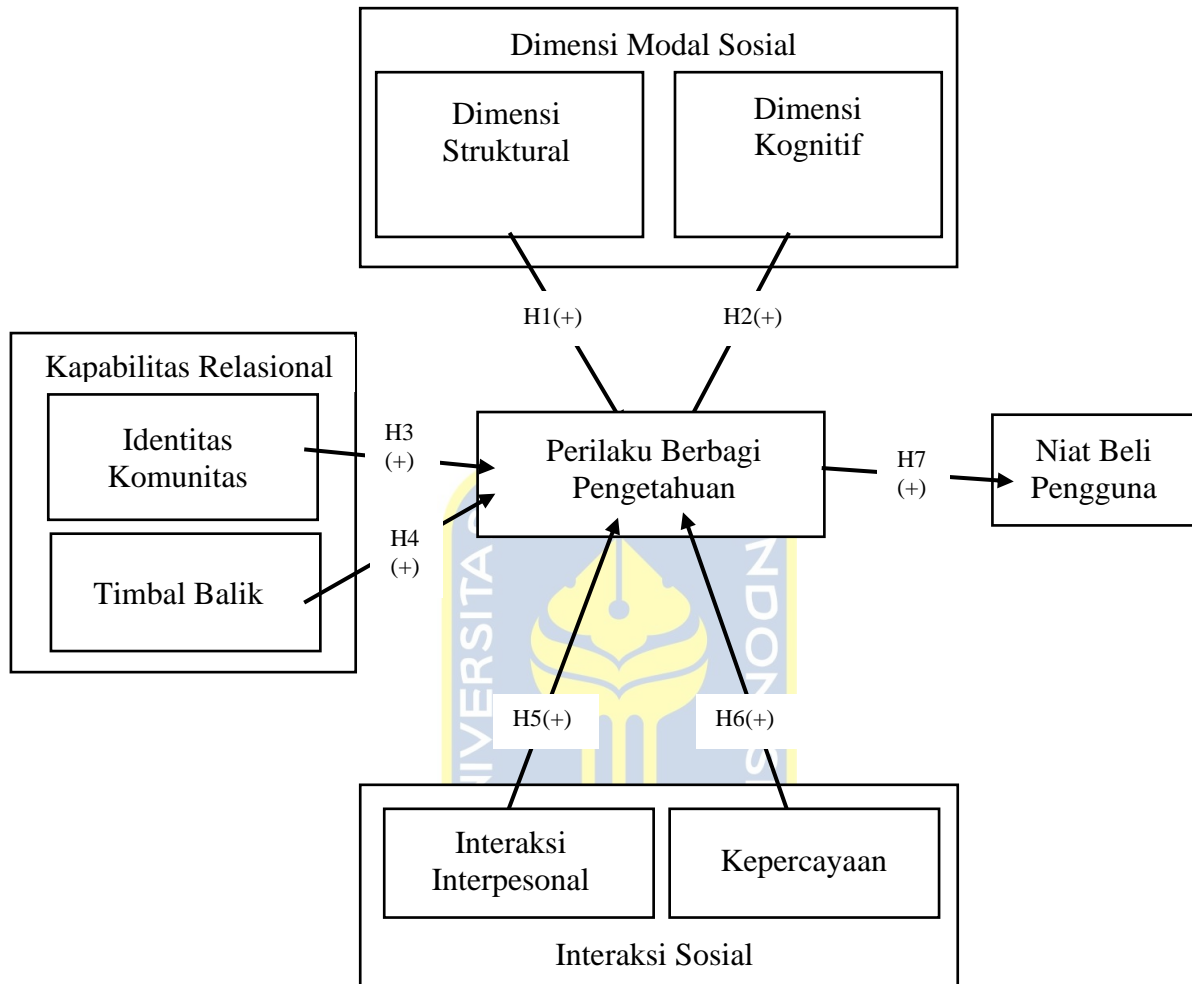 Dimensi Modal Sosial
Dimensi
Struktural
Dimensi
Kognitif
H1(+)
H2(+)
Kapabilitas Relasional
Identitas
Komunitas
Timbal Balik
H3
(+)
H4
(+)
Perilaku Berbagi
Pengetahuan
H7
(+)
Niat Beli
Pengguna
H5(+)
H6(+)
Interaksi
Interpesonal
Kepercayaan
Interaksi Sosial